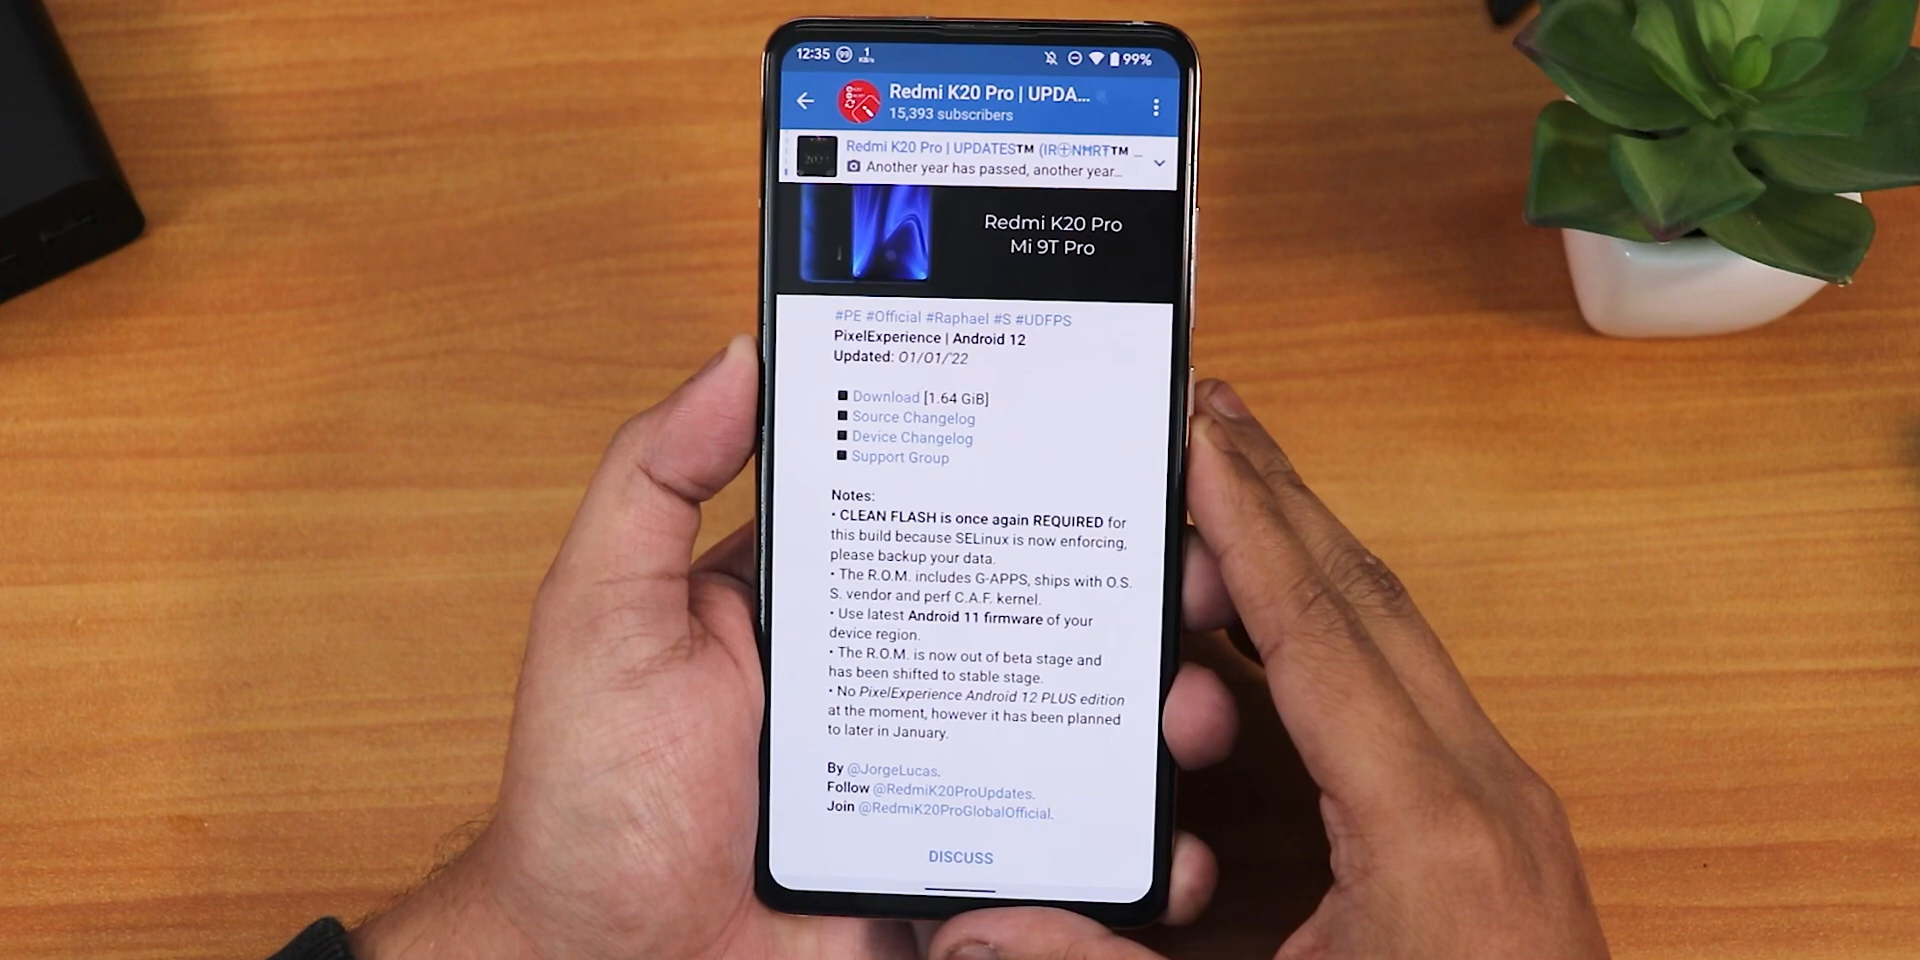 12:35 99 1 KB/s 99%
Redmi K20 Pro | UPDA...
15,393 subscribers
Redmi K20 Pro | UPDATES™ (IR⊕NHRT™ ...
Another year has passed, another year...
Redmi K20 Pro
Mi 9T Pro
#PE #Official #Raphael #S #UDFPS
PixelExperience | Android 12
Updated: 01/01/'22
Download [1.64 GiB]
Source Changelog
Device Changelog
Support Group
Notes:
• CLEAN FLASH is once again REQUIRED for
this build because SELinux is now enforcing,
please backup your data.
• The R.O.M. includes G-APPS, ships with O.S.
S. vendor and perf C.A.F. kernel.
• Use latest Android 11 firmware of your
device region.
• The R.O.M. is now out of beta stage and
has been shifted to stable stage.
• No PixelExperience Android 12 PLUS edition
at the moment, however it has been planned
to later in January.
By @JorgeLucas.
Follow @RedmiK20ProUpdates.
Join @RedmiK20ProGlobalOfficial.
DISCUSS